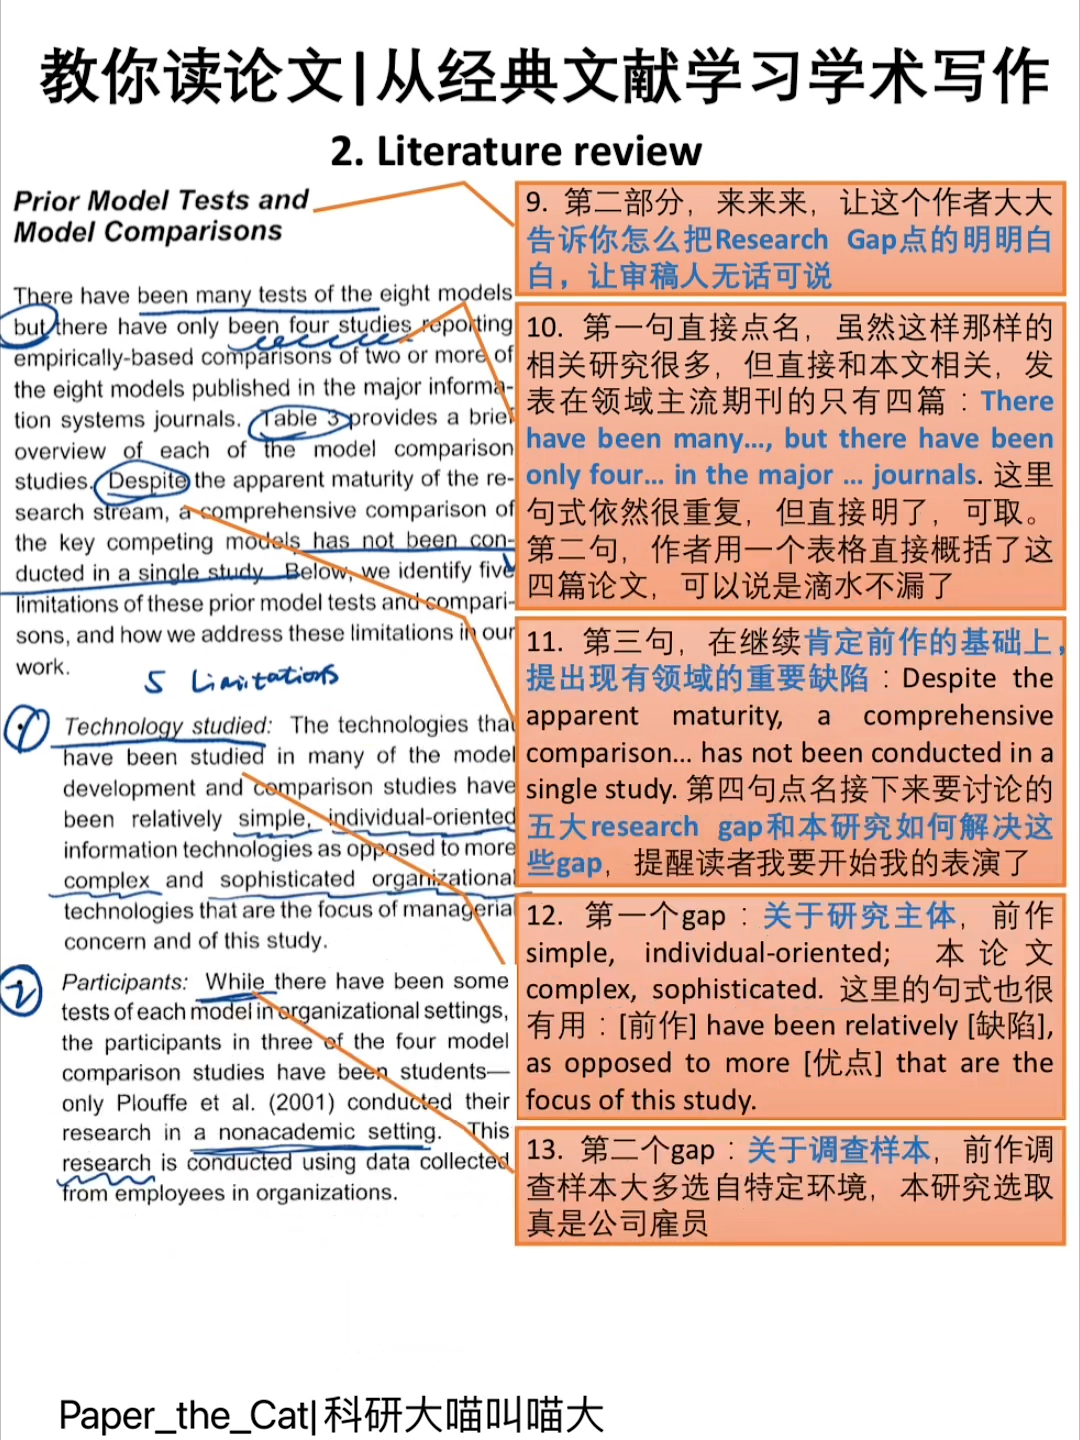 教你读论文|从经典文献学习学术写作
2. Literature review
Prior Model Tests and
Model Comparisons
There have been many tests of the eight models
but there have only been four studies reporting
empirically-based comparisons of two or more of
the eight models published in the major informa-
tion systems journals. Table 3 provides a brief
overview of each of the model comparison
studies. Despite the apparent maturity of the re-
search stream, a comprehensive comparison of
the key competing models has not been con-
ducted in a single study. Below, we identify five
limitations of these prior model tests and compari-
sons, and how we address these limitations in our
work.
5 Limitations
1
Technology studied: The technologies that
have been studied in many of the model
development and comparison studies have
been relatively simple, individual-oriented
information technologies as opposed to more
complex and sophisticated organizational
technologies that are the focus of managerial
concern and of this study.
2
Participants: While there have been some
tests of each model in organizational settings,
the participants in three of the four model
comparison studies have been students—
only Plouffe et al. (2001) conducted their
research in a nonacademic setting. This
research is conducted using data collected
from employees in organizations.
9. 第二部分，来来来，让这个作者大大
告诉你怎么把Research Gap点的明明白
白，让审稿人无话可说
10. 第一句直接点名，虽然这样那样的
相关研究很多，但直接和本文相关，发
表在领域主流期刊的只有四篇：There
have been many…, but there have been
only four… in the major … journals. 这里
句式依然很重复，但直接明了，可取。
第二句，作者用一个表格直接概括了这
四篇论文，可以说是滴水不漏了
11. 第三句，在继续肯定前作的基础上，
提出现有领域的重要缺陷：Despite the
apparent maturity, a comprehensive
comparison… has not been conducted in a
single study. 第四句点名接下来要讨论的
五大research gap和本研究如何解决这
些gap，提醒读者我要开始我的表演了
12. 第一个gap：关于研究主体，前作
simple, individual-oriented; 本论文
complex, sophisticated. 这里的句式也很
有用：[前作] have been relatively [缺陷],
as opposed to more [优点] that are the
focus of this study.
13. 第二个gap：关于调查样本，前作调
查样本大多选自特定环境，本研究选取
真是公司雇员
Paper_the_Cat|科研大喵叫喵大